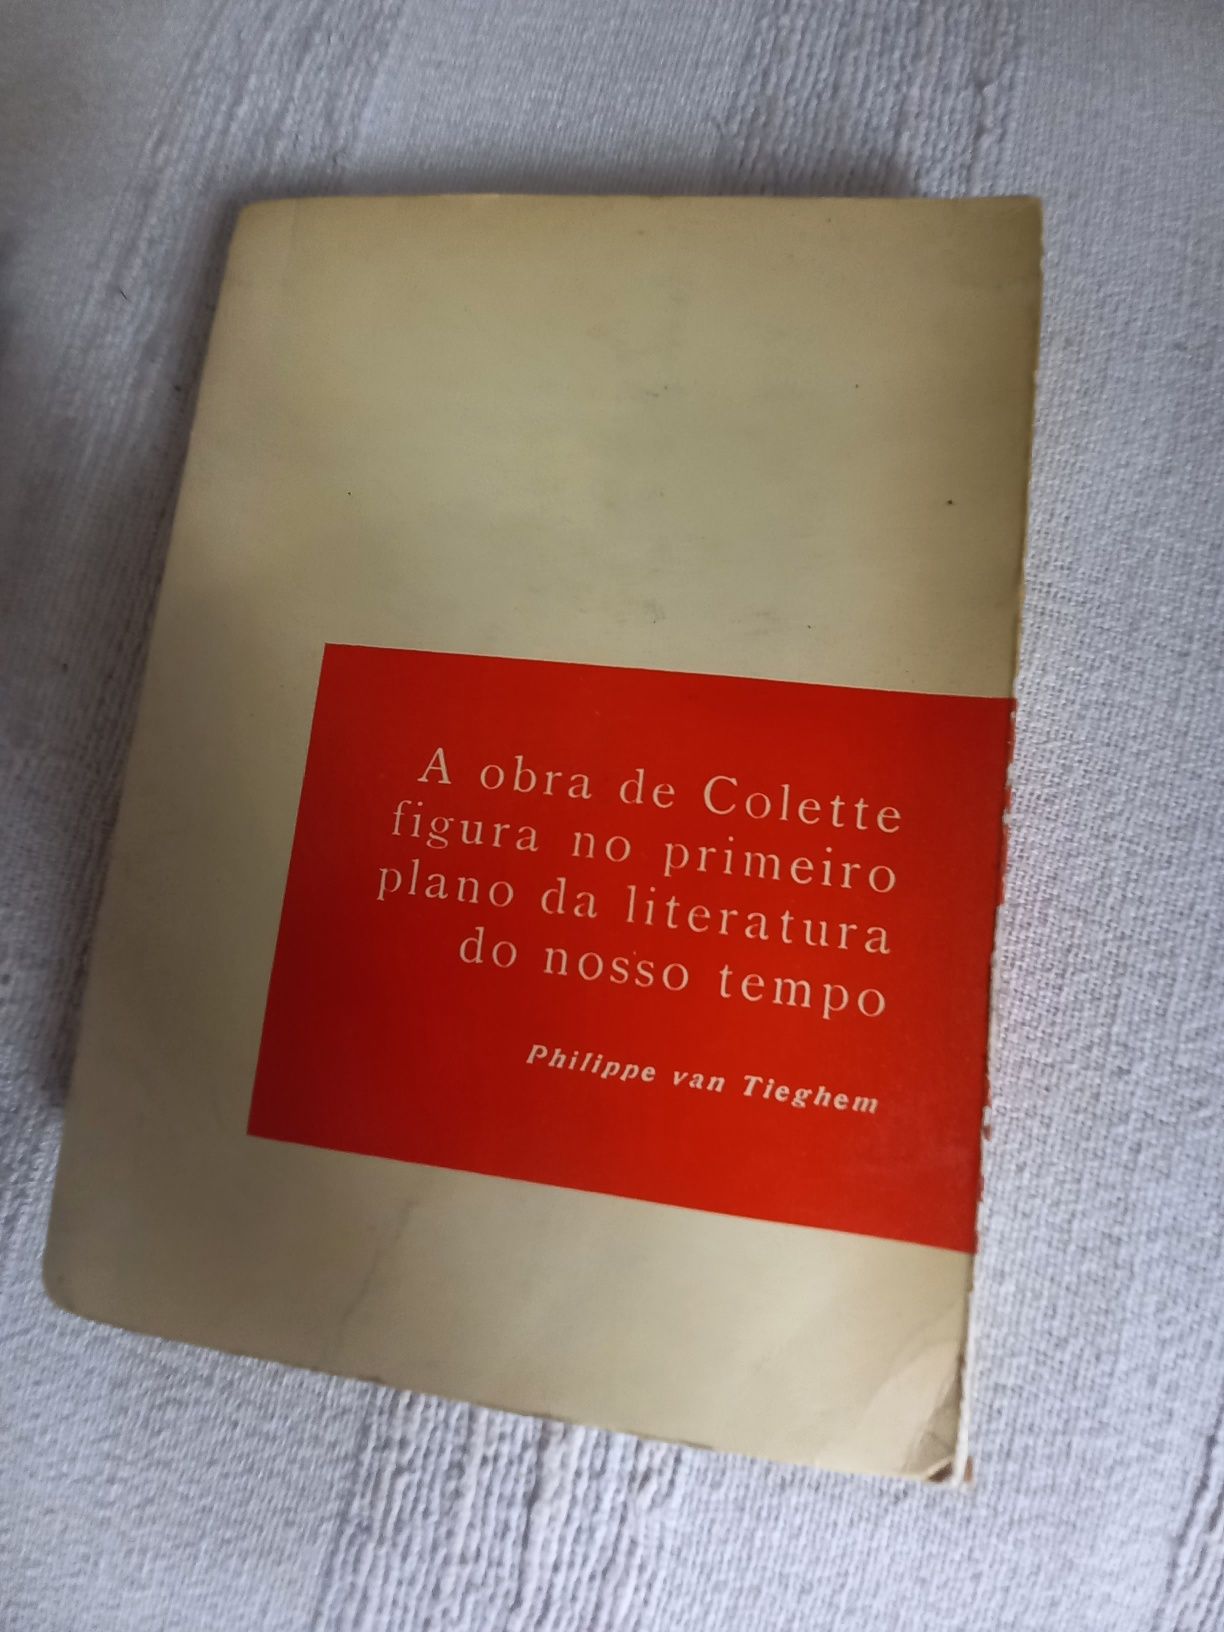 A obra de Colette
figura no primeiro
plano da literatura
do nosso tempo
Philippe van Tieghem